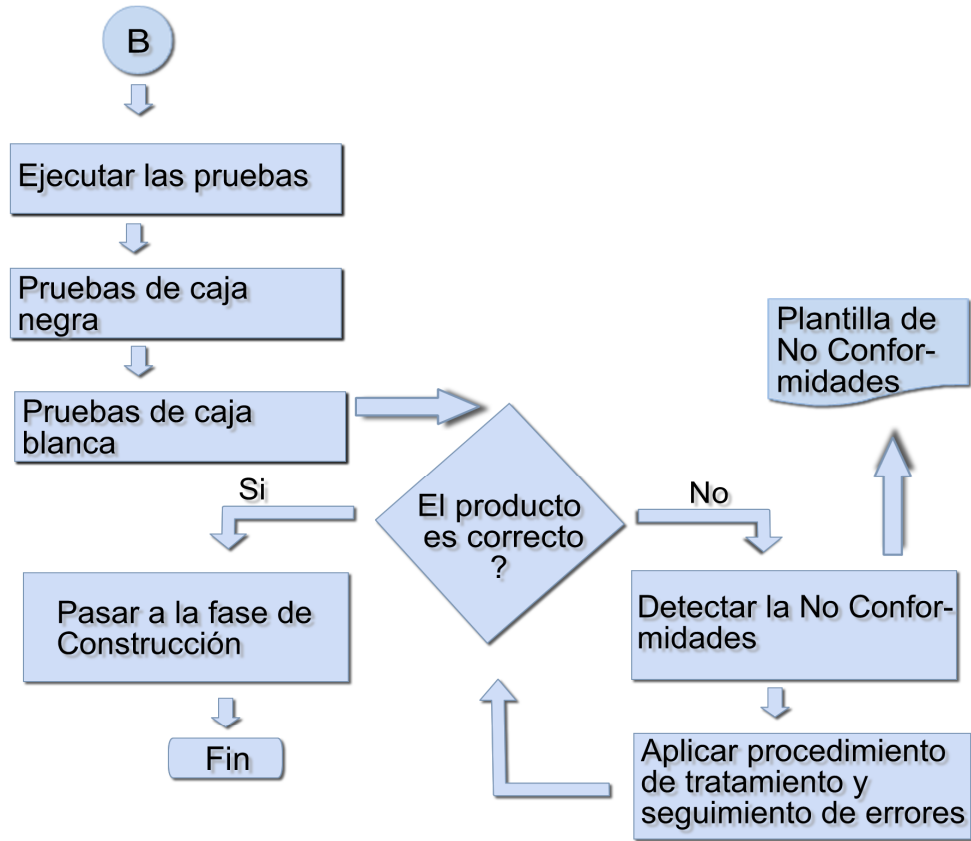 B
Ejecutar las pruebas
Pruebas de caja
negra
Pruebas de caja
blanca
Si
El producto
es correcto
?
No
Plantilla de
No Confor-
midades
Pasar a la fase de
Construcción
Fin
Detectar la No Confor-
midades
Aplicar procedimiento
de tratamiento y
seguimiento de errores